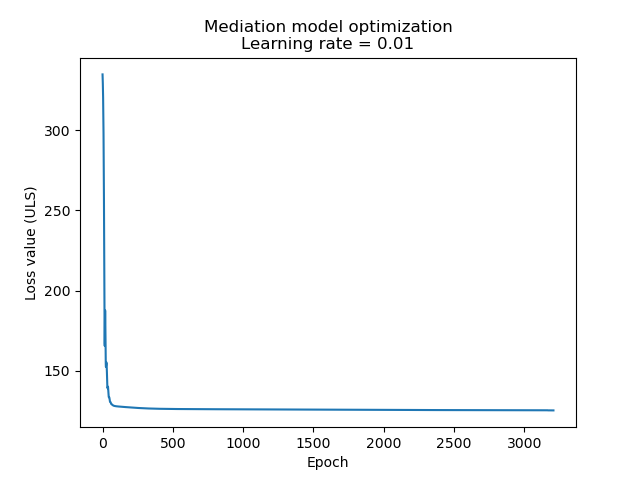 Mediation model optimization
Learning rate = 0.01
300
250
200
150
Loss value (ULS)
0 500 1000 1500 2000 2500 3000
Epoch